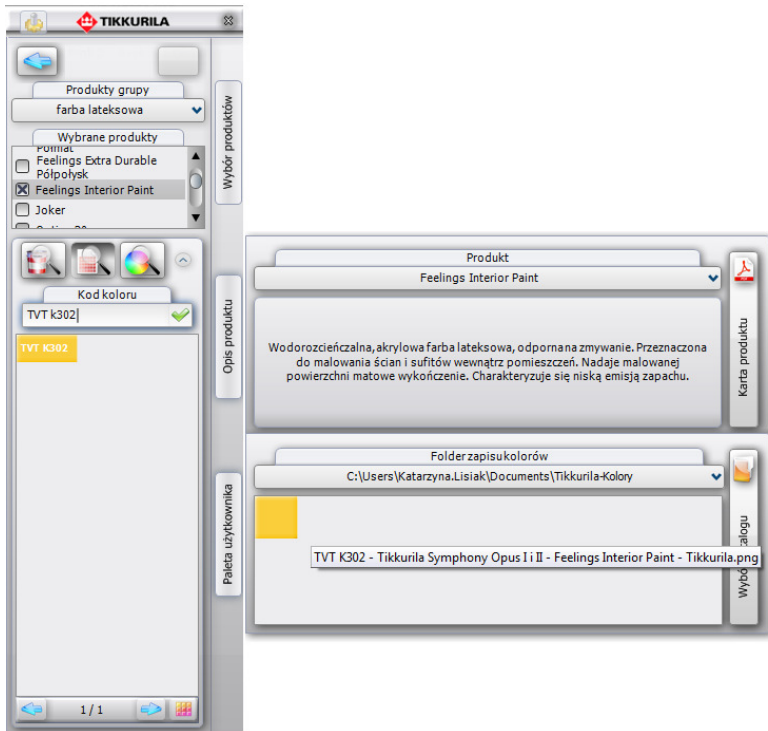 TIKKURILA
Produkty grupy
farba lateksowa
Wybrane produkty
Feelings Extra Durable
Półpołysk
Feelings Interior Paint
Joker
Kod koloru
TVT k302
TVT K302
1 / 1
Wybór produktów
Opis produktu
Paleta użytkownika
Produkt
Feelings Interior Paint
Wodorozcieńczalna, akrylowa farba lateksowa, odpornana zmywanie. Przeznaczona
do malowania ścian i sufitów wewnątrz pomieszczeń. Nadaje malowanej
powierzchni matowe wykończenie. Charakteryzuje się niską emisją zapachu.
Karta produktu
Folder zapisu kolorów
C:\Users\Katarzyna.Lisiak\Documents\Tikkurila-Kolory
TVT K302 - Tikkurila Symphony Opus I i II - Feelings Interior Paint - Tikkurila.png